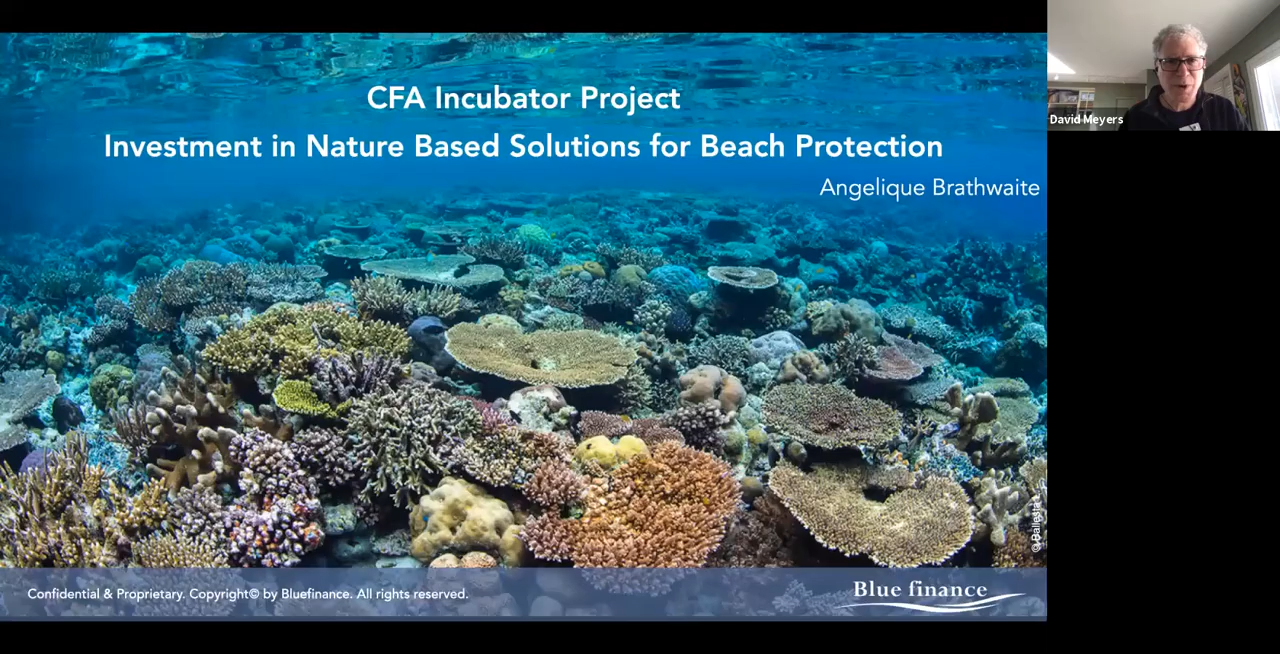 CFA Incubator Project
Investment in Nature Based Solutions for Beach Protection
Angelique Brathwaite
David Meyers
© Ballesta
Confidential & Proprietary. Copyright© by Bluefinance. All rights reserved.
Blue finance